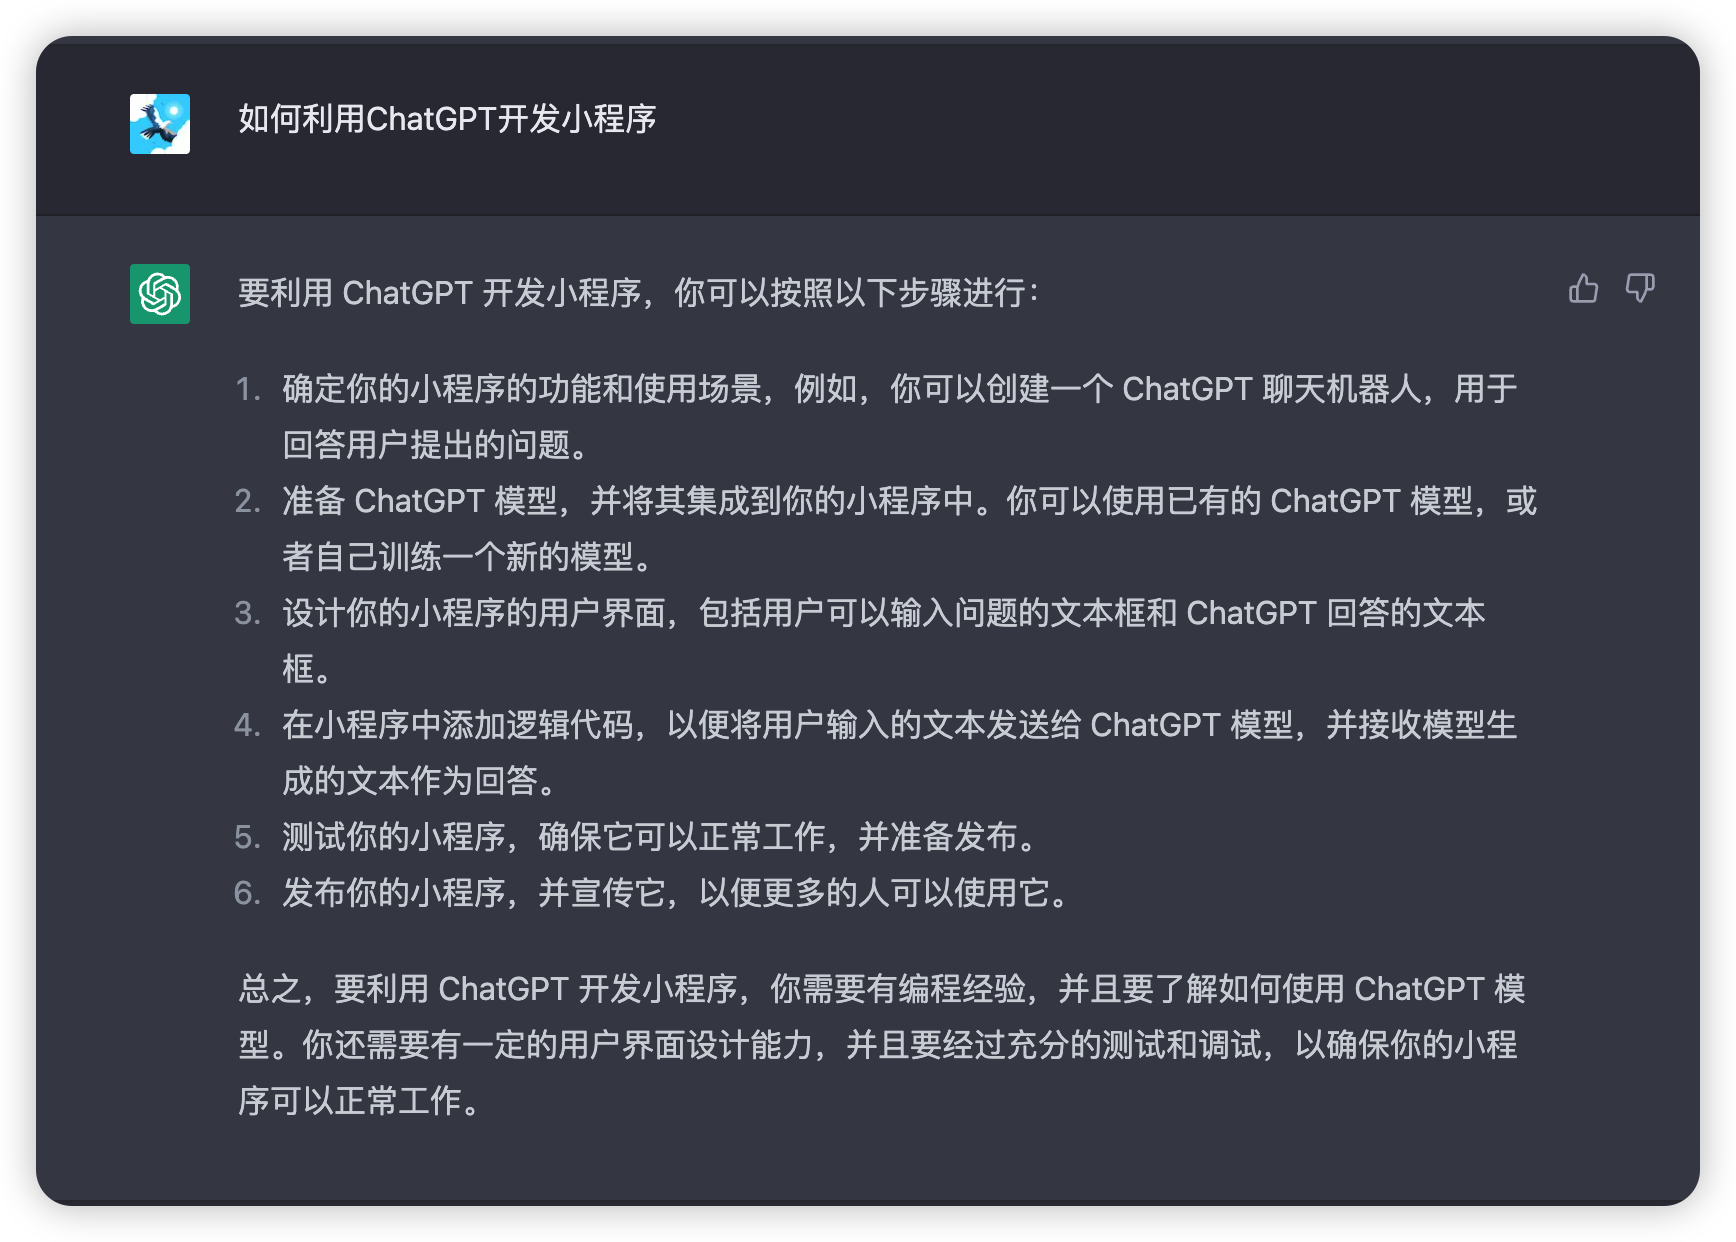 如何利用ChatGPT开发小程序
要利用 ChatGPT 开发小程序，你可以按照以下步骤进行：
1. 确定你的小程序的功能和使用场景，例如，你可以创建一个 ChatGPT 聊天机器人，用于
回答用户提出的问题。
2. 准备 ChatGPT 模型，并将其集成到你的小程序中。你可以使用已有的 ChatGPT 模型，或
者自己训练一个新的模型。
3. 设计你的小程序的用户界面，包括用户可以输入问题的文本框和 ChatGPT 回答的文本
框。
4. 在小程序中添加逻辑代码，以便将用户输入的文本发送给 ChatGPT 模型，并接收模型生
成的文本作为回答。
5. 测试你的小程序，确保它可以正常工作，并准备发布。
6. 发布你的小程序，并宣传它，以便更多的人可以使用它。
总之，要利用 ChatGPT 开发小程序，你需要有编程经验，并且要了解如何使用 ChatGPT 模
型。你还需要有一定的用户界面设计能力，并且要经过充分的测试和调试，以确保你的小程
序可以正常工作。